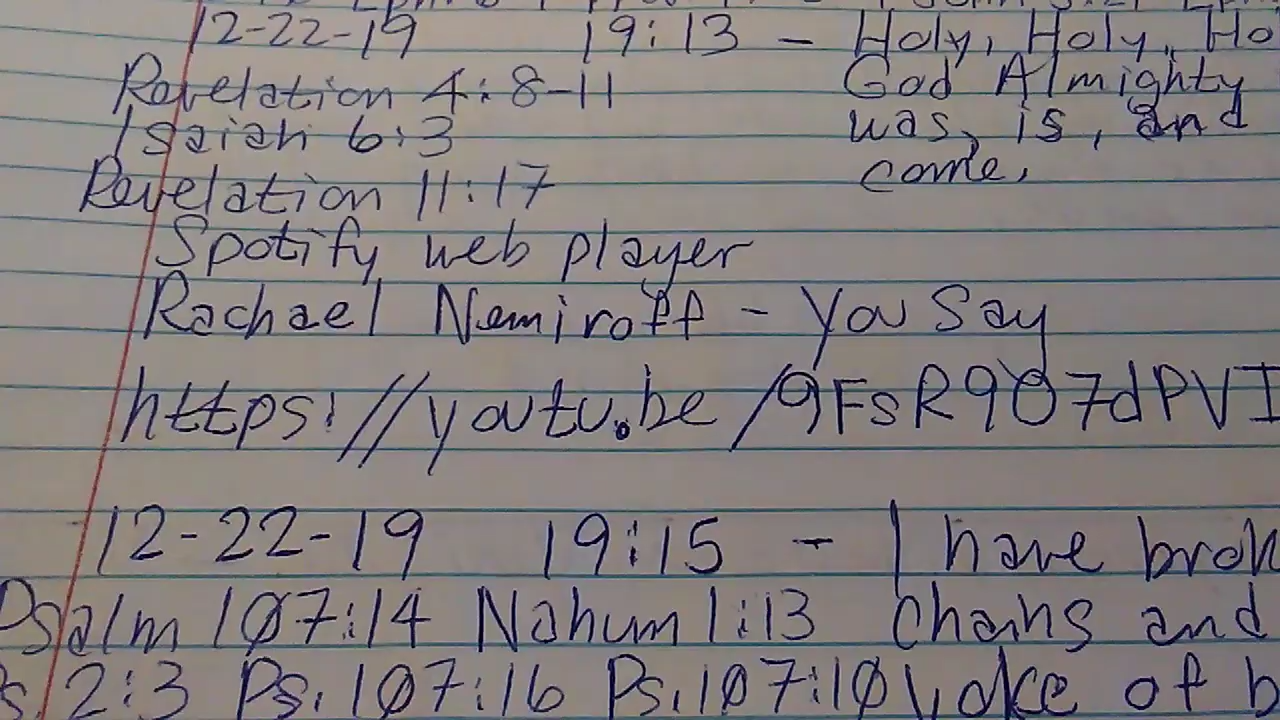 12-22-19 19:13 - Holy, Holy, Ho
Revelation 4:8-11 God Almighty
Isaiah 6:3 was, is, and
Revelation 11:17 come,
Spotify web player
Rachael Nemiroff - You Say
https://youtu.be/9FsR9O7dPVI
12-22-19 19:15 - I have brok
Psalm 107:14 Nahum 1:13 Chains and
Ps. 2:3 Ps. 107:16 Ps. 107:10 yoke of b